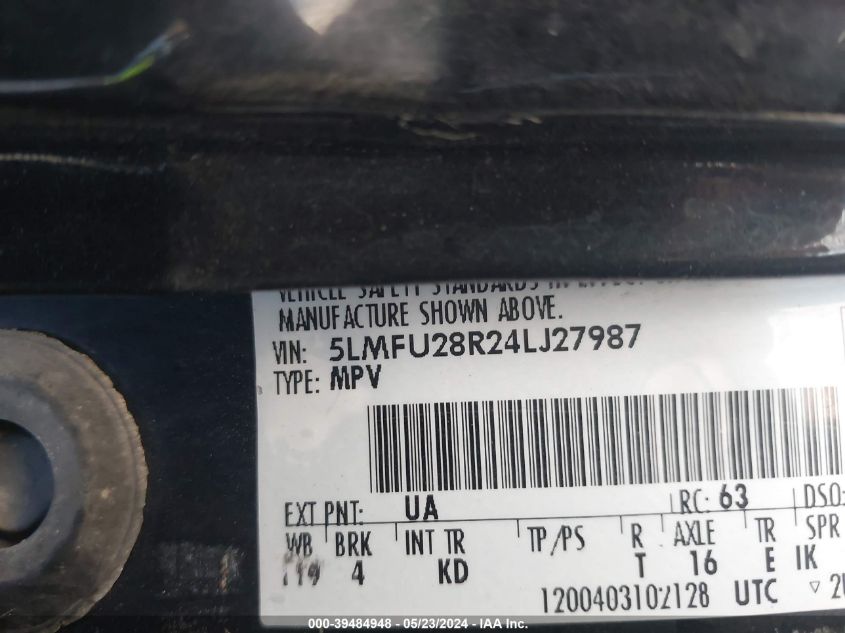 VEHICLE SAFETY STANDARDS IN EFFECT
MANUFACTURE SHOWN ABOVE.
VIN: 5LMFU28R24LJ27987
TYPE: MPV
EXT PNT: UA RC: 63 DSO:
WB BRK INT TR TP/PS R AXLE TR SPR
119 4 KD T 16 E IK
1200403102128 UTC ▽ 2
000-39484948 - 05/23/2024 - IAA Inc.